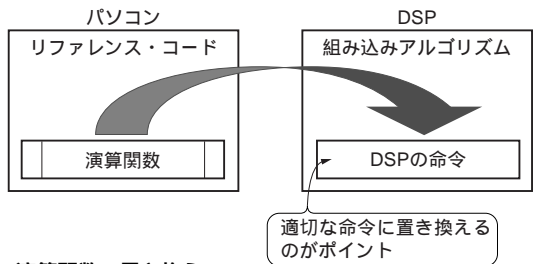 パソコン
DSP
リファレンス・コード
組み込みアルゴリズム
演算関数
DSPの命令
適切な命令に置き換える
のがポイント